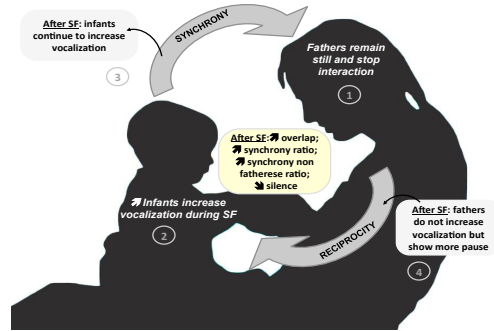 After SF: infants
continue to increase
vocalization
3
SYNCHRONY
Fathers remain
still and stop
interaction
1
After SF:⬈ overlap;
⬈ synchrony ratio;
⬈ synchrony non
fatherese ratio;
⬊ silence
⬈ Infants increase
vocalization during SF
2
RECIPROCITY
After SF: fathers
do not increase
vocalization but
show more pause
4